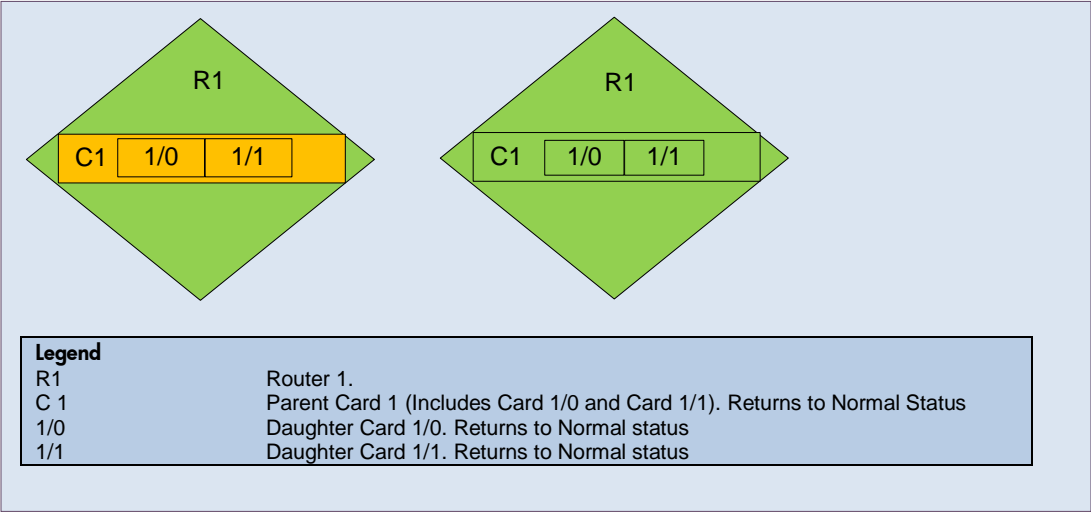 R1
C1 1/0 1/1
R1
C1 1/0 1/1
Legend
R1 Router 1.
C 1 Parent Card 1 (Includes Card 1/0 and Card 1/1). Returns to Normal Status
1/0 Daughter Card 1/0. Returns to Normal status
1/1 Daughter Card 1/1. Returns to Normal status